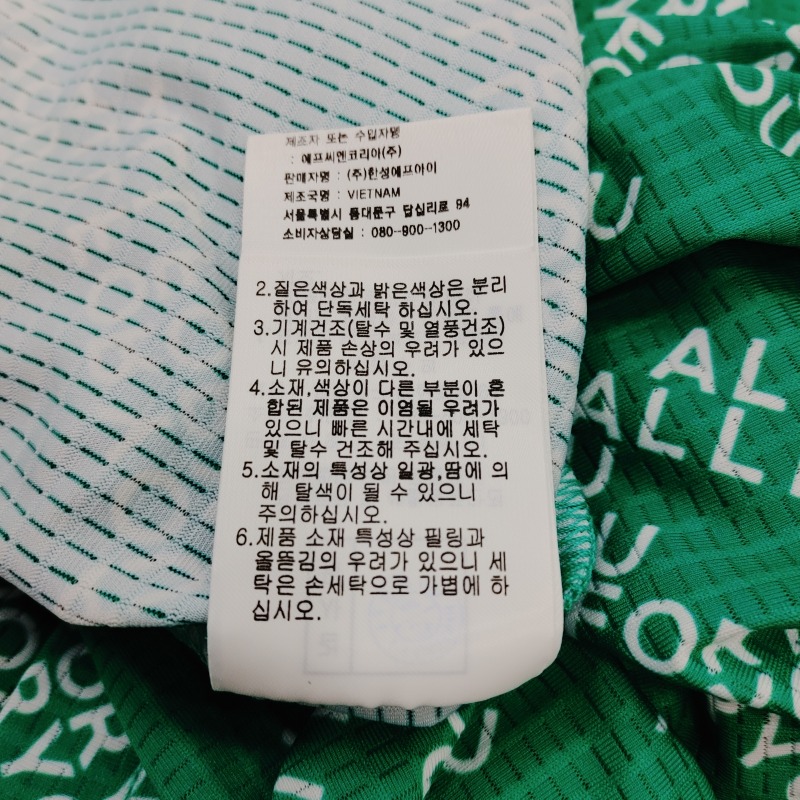 제조자 또는 수입자명
: 에프씨엔코리아(주)
판매자명 : (주)한성에프아이
제조국명 : VIETNAM
서울특별시 동대문구 답십리로 94
소비자상담실 : 080-900-1300
2.짙은색상과 밝은색상은 분리
하여 단독세탁 하십시오.
3.기계건조(탈수 및 열풍건조)
시 제품 손상의 우려가 있으
니 유의하십시오.
4.소재,색상이 다른 부분이 혼
합된 제품은 이염될 우려가
있으니 빠른 시간내에 세탁
및 탈수 건조해 주십시오.
5.소재의 특성상 일광,땀에 의
해 탈색이 될 수 있으니
주의하십시오.
6.제품 소재 특성상 필링과
올뜯김의 우려가 있으니 세
탁은 손세탁으로 가볍에 하
십시오.
AL
ALL